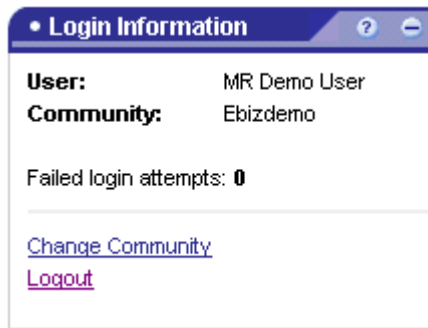 • Login Information ? −
User: MR Demo User
Community: Ebizdemo
Failed login attempts: 0
Change Community
Logout